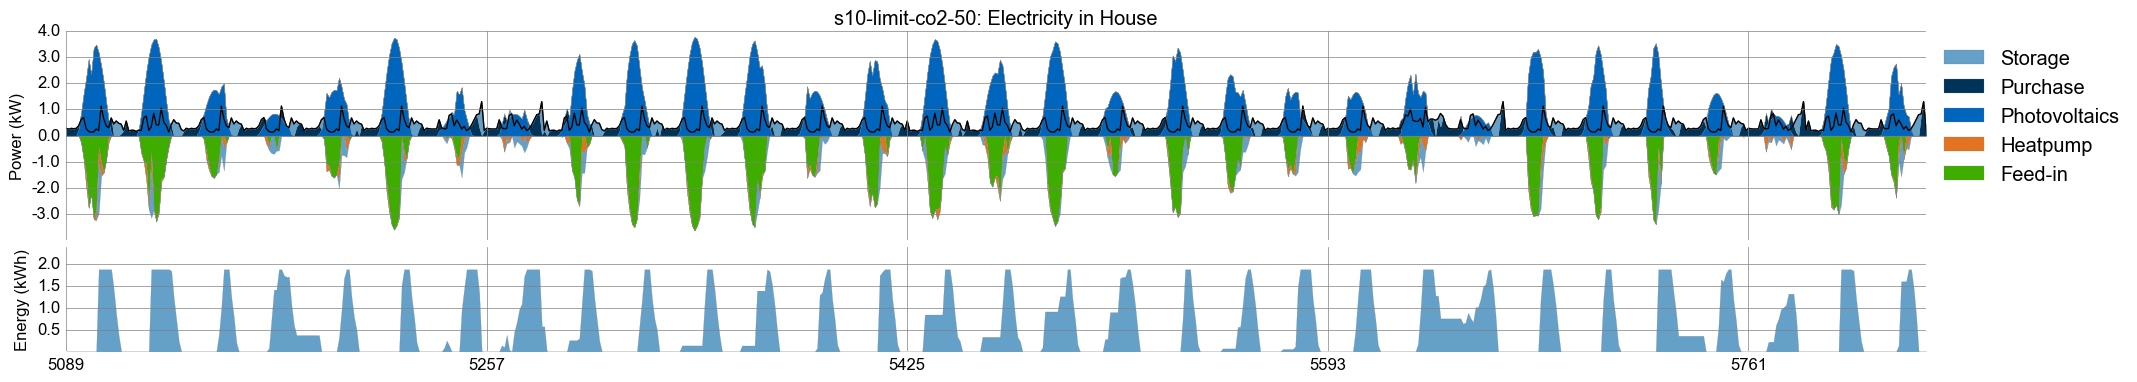 s10-limit-co2-50: Electricity in House
Power (kW)
4.0
3.0
2.0
1.0
0.0
-1.0
-2.0
-3.0
Storage
Purchase
Photovoltaics
Heatpump
Feed-in
Energy (kWh)
2.0
1.5
1.0
0.5
5089
5257
5425
5593
5761